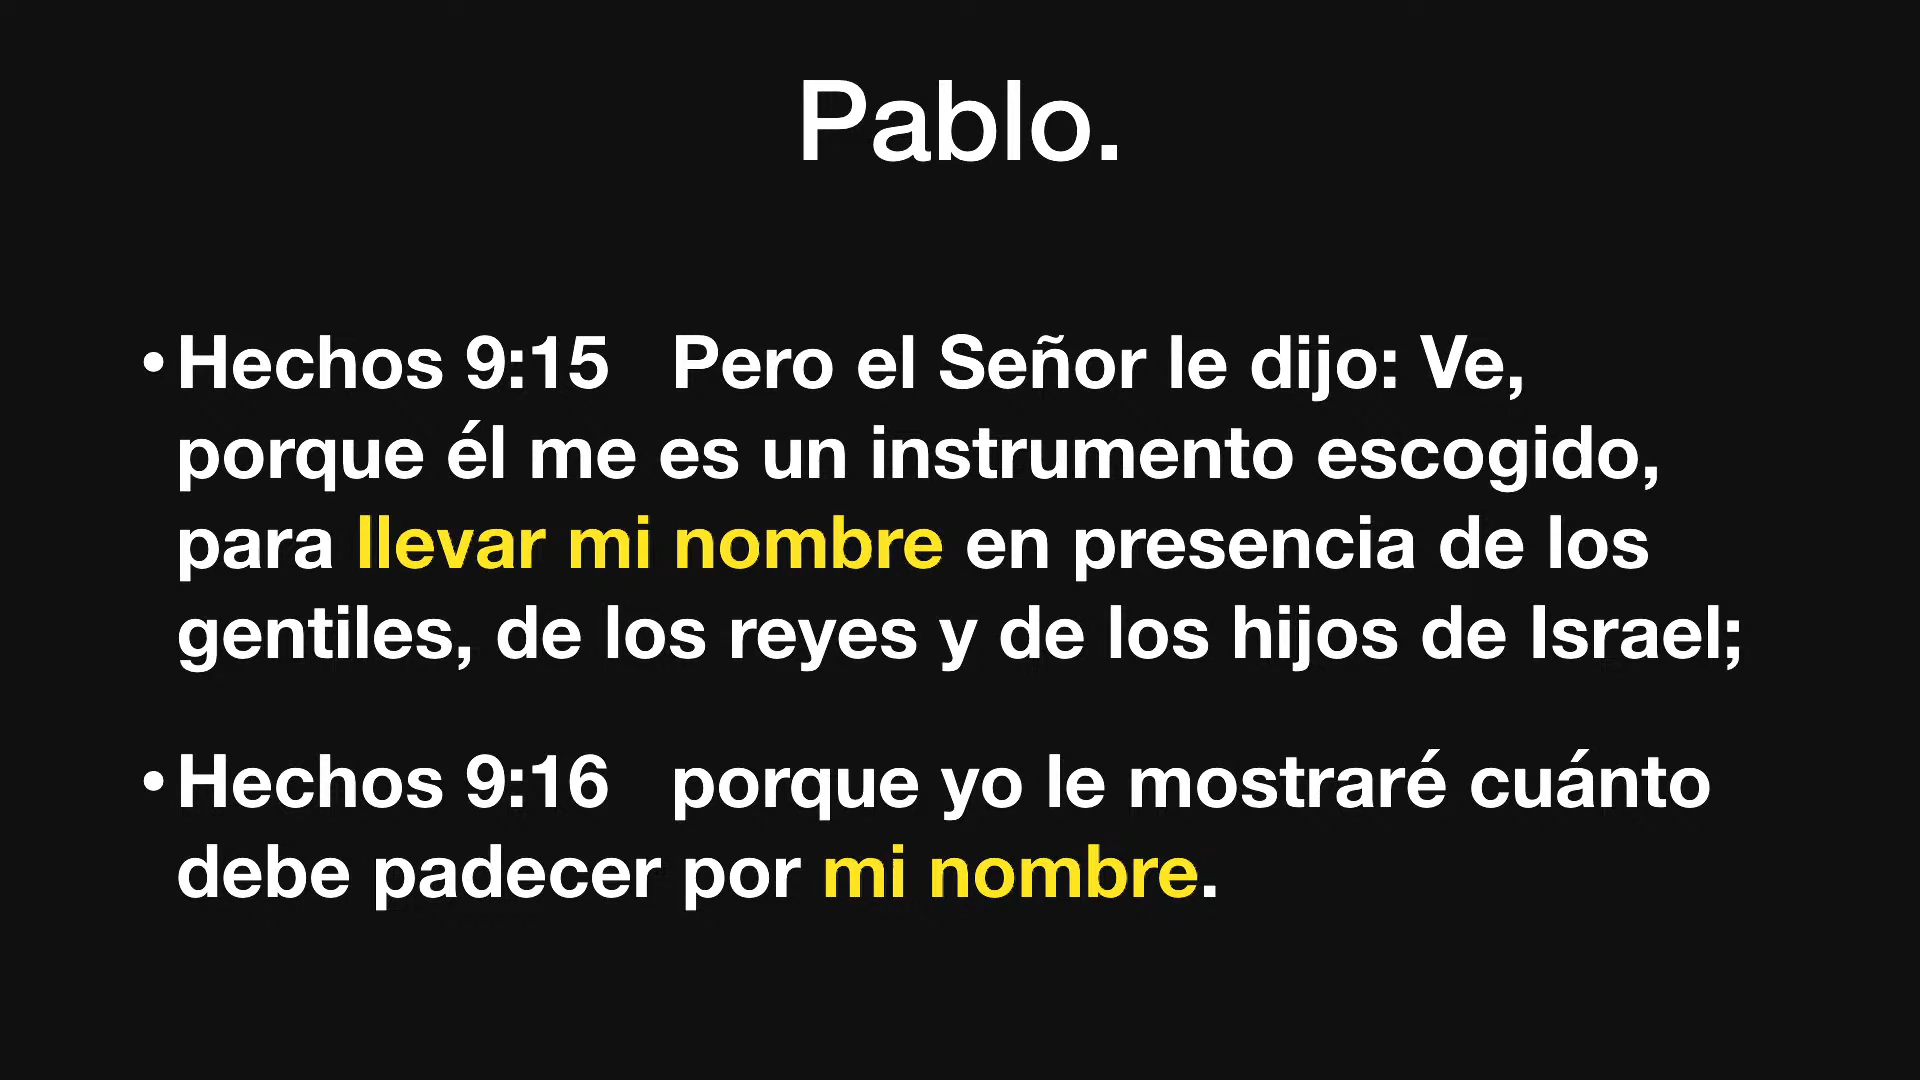 Pablo.
• Hechos 9:15   Pero el Señor le dijo: Ve,
porque él me es un instrumento escogido,
para llevar mi nombre en presencia de los
gentiles, de los reyes y de los hijos de Israel;
• Hechos 9:16   porque yo le mostraré cuánto
debe padecer por mi nombre.